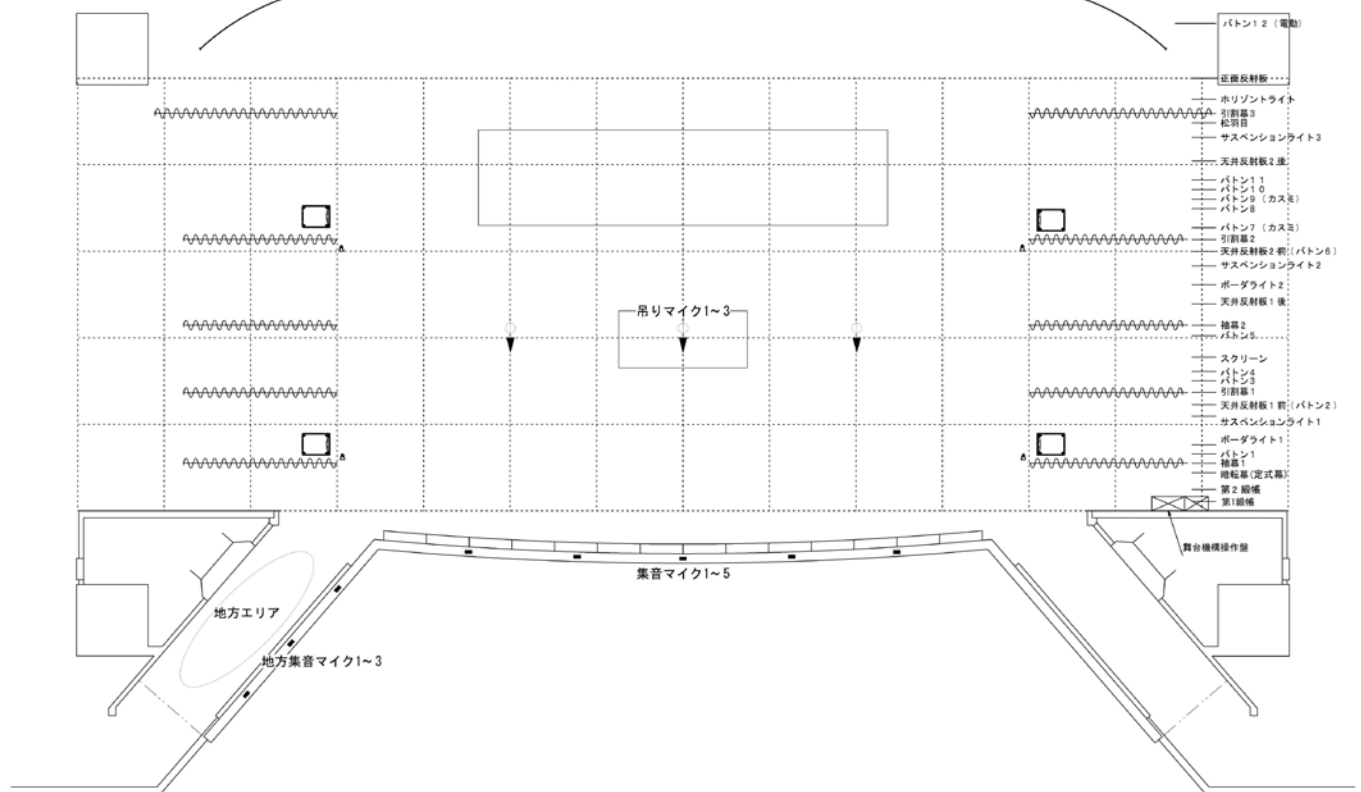 バトン１２（電動）
正面反射板
ホリゾントライト
引割幕3
松羽目
サスペンションライト3
天井反射板2 後
バトン１１
バトン１０
バトン9（カスミ）
バトン8
バトン7（カスミ）
引割幕2
天井反射板2 前（バトン6）
サスペンションライト2
ボーダライト2
天井反射板1 後
吊りマイク1~3
袖幕2
バトン5
スクリーン
バトン4
バトン3
引割幕1
天井反射板1 前（バトン2）
サスペンションライト1
ボーダライト1
バトン1
袖幕1
暗転幕(定式幕)
第2 緞帳
第1緞帳
舞台機構操作盤
集音マイク1~5
地方エリア
地方集音マイク1~3